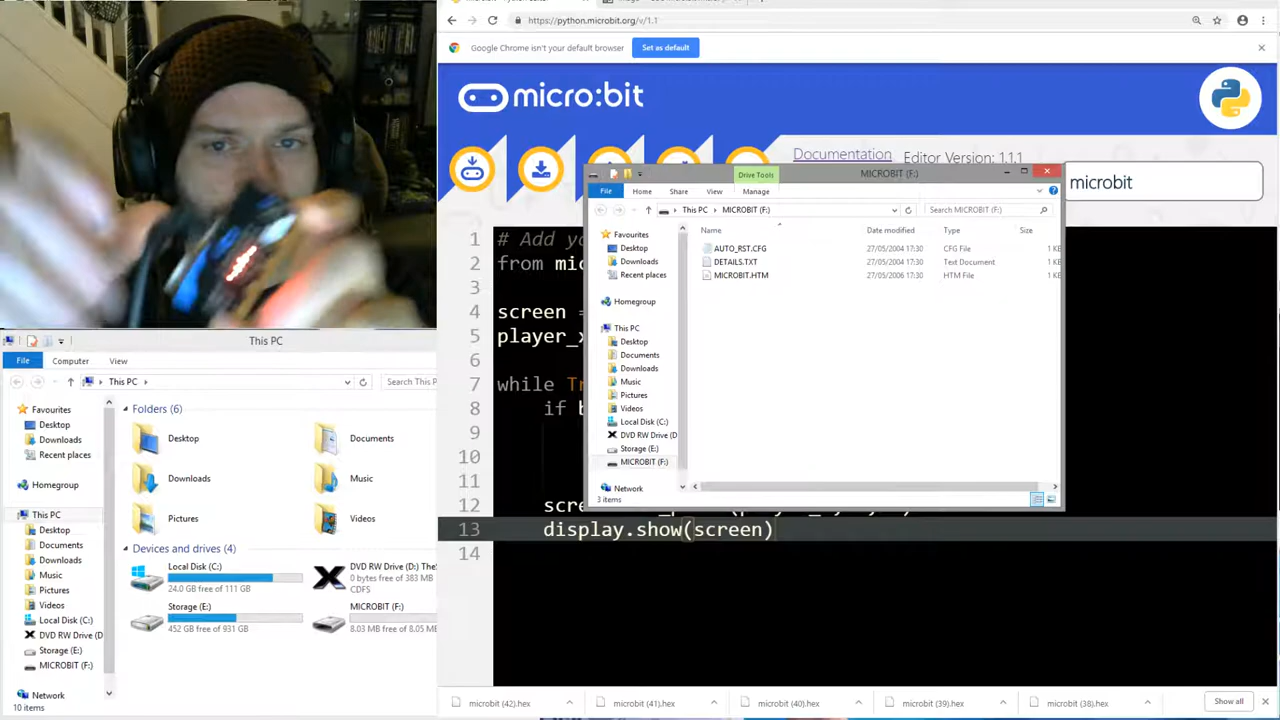 https://python.microbit.org/v/1.1
Google Chrome isn't your default browser
Set as default
micro:bit
Documentation
Editor Version: 1.1.1
microbit
Drive Tools
MICROBIT (F:)
File
Home
Share
View
Manage
This PC
MICROBIT (F:)
Search MICROBIT (F:)
Name
Date modified
Type
Size
AUTO_RST.CFG 27/05/2004 17:30 CFG File 1 K
DETAILS.TXT 27/05/2004 17:30 Text Document 1 K
MICROBIT.HTM 27/05/2006 17:30 HTM File 1 K
Favourites
Desktop
Downloads
Recent places
Homegroup
This PC
Desktop
Documents
Downloads
Music
Pictures
Videos
Local Disk (C:)
DVD RW Drive (D
Storage (E:)
MICROBIT (F:)
Network
3 items
1 # Add yo
2 from mic
3
4 screen =
5 player_x
6
7 while Tr
8 if b
9
10
11
12 scre
13 display.show(screen)
14
This PC
File
Computer
View
This PC
Search This P
Favourites
Desktop
Downloads
Recent places
Homegroup
This PC
Desktop
Documents
Downloads
Music
Pictures
Videos
Local Disk (C:)
DVD RW Drive (D
Storage (E:)
MICROBIT (F:)
Network
10 items
Folders (6)
Desktop
Documents
Downloads
Music
Pictures
Videos
Devices and drives (4)
Local Disk (C:)
24.0 GB free of 111 GB
DVD RW Drive (D:) The
0 bytes free of 383 MB
CDFS
Storage (E:)
452 GB free of 931 GB
MICROBIT (F:)
8.03 MB free of 8.05 MB
microbit (42).hex
microbit (41).hex
microbit (40).hex
microbit (39).hex
microbit (38).hex
Show all